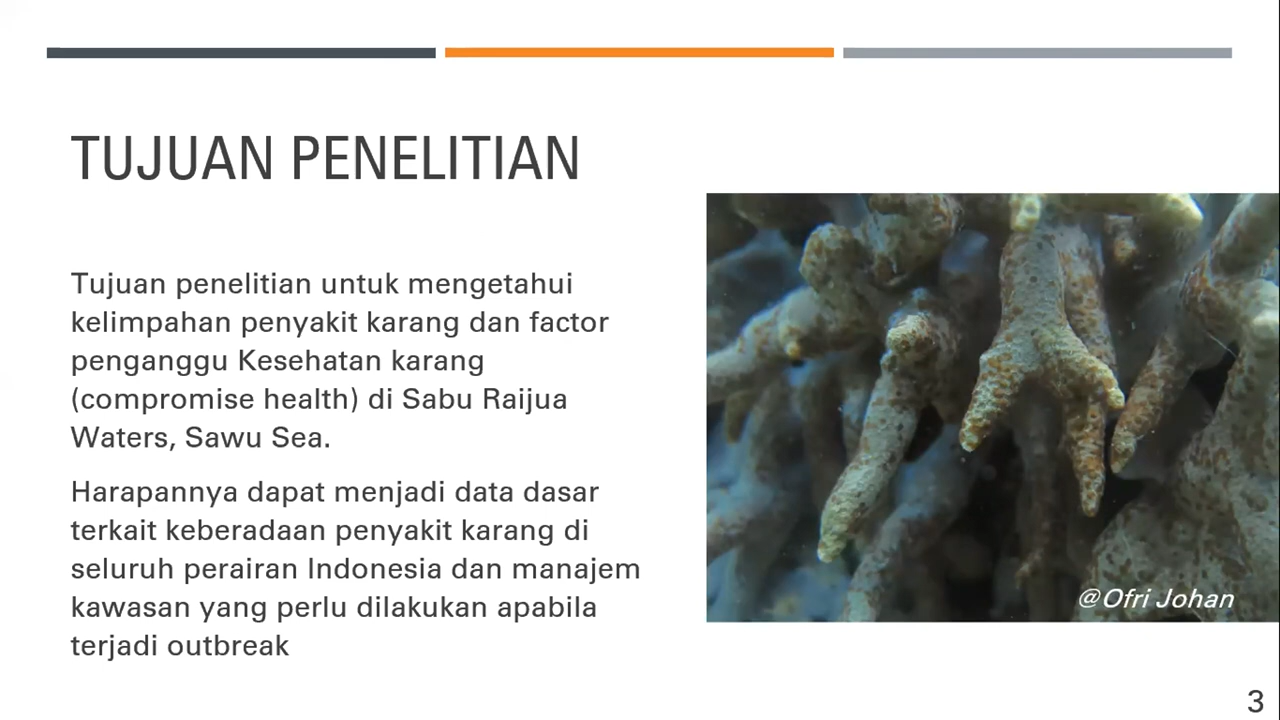 TUJUAN PENELITIAN
Tujuan penelitian untuk mengetahui
kelimpahan penyakit karang dan factor
penganggu Kesehatan karang
(compromise health) di Sabu Raijua
Waters, Sawu Sea.
Harapannya dapat menjadi data dasar
terkait keberadaan penyakit karang di
seluruh perairan Indonesia dan manajem
kawasan yang perlu dilakukan apabila
terjadi outbreak
@Ofri Johan
3